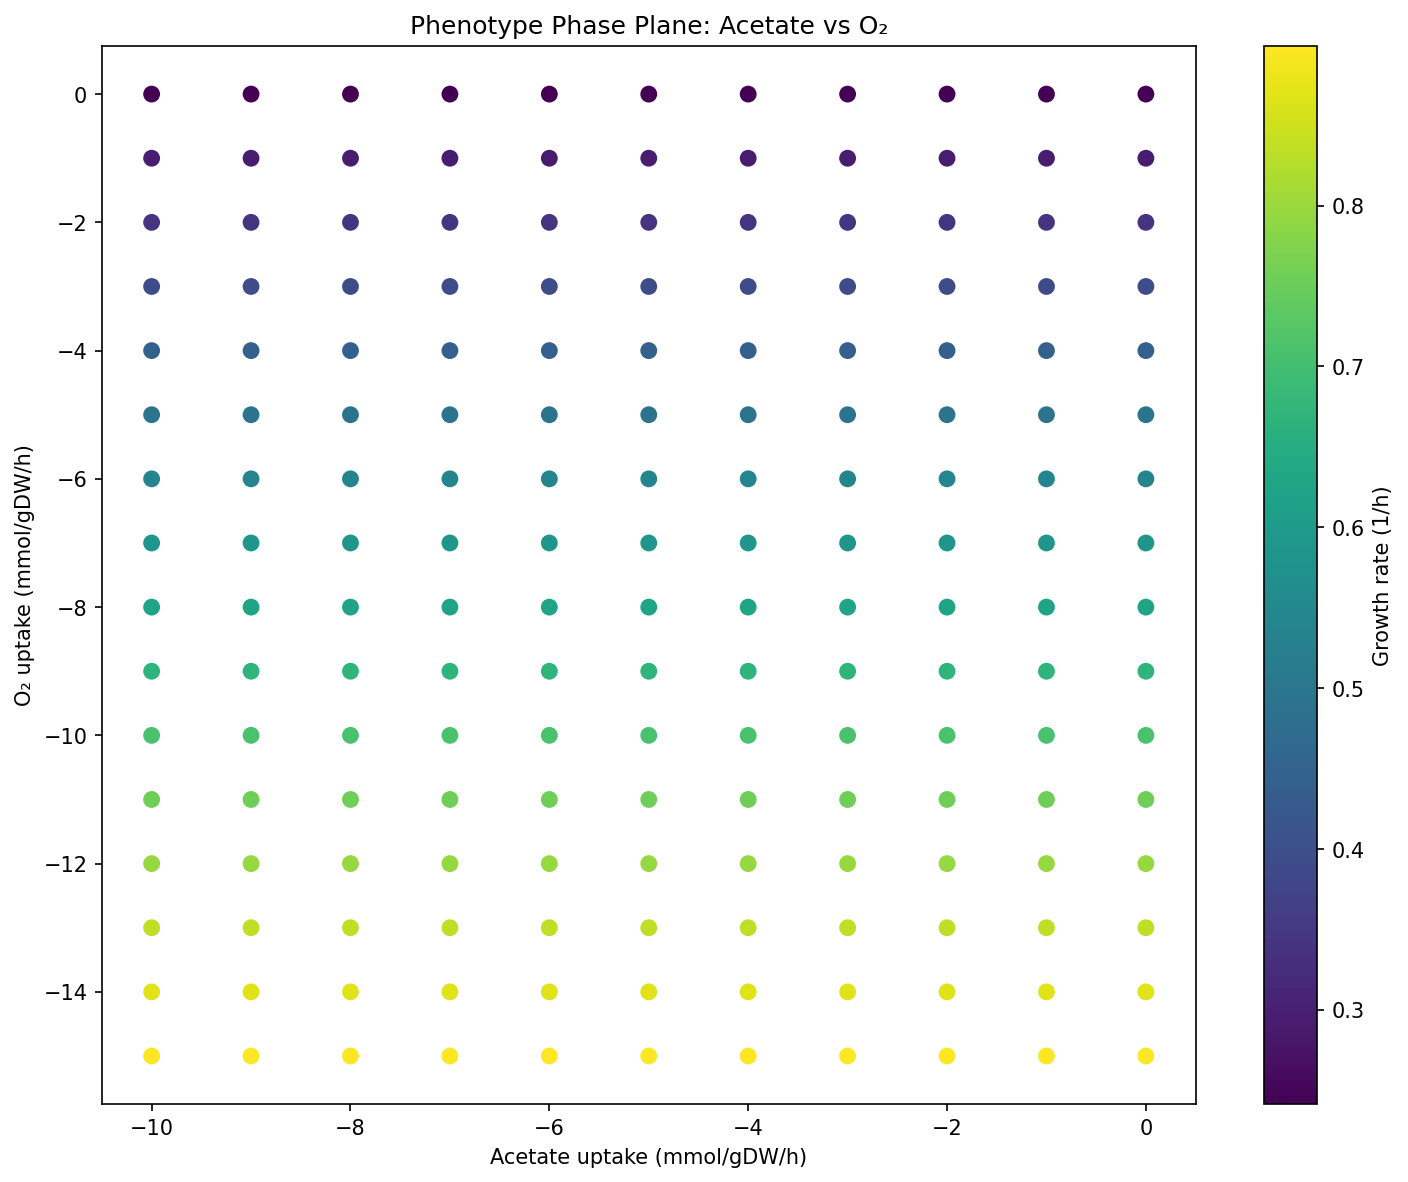 Phenotype Phase Plane: Acetate vs O₂
0
−2
−4
−6
−8
−10
−12
−14
O₂ uptake (mmol/gDW/h)
−10 −8 −6 −4 −2 0
Acetate uptake (mmol/gDW/h)
0.8
0.7
0.6
0.5
0.4
0.3
Growth rate (1/h)